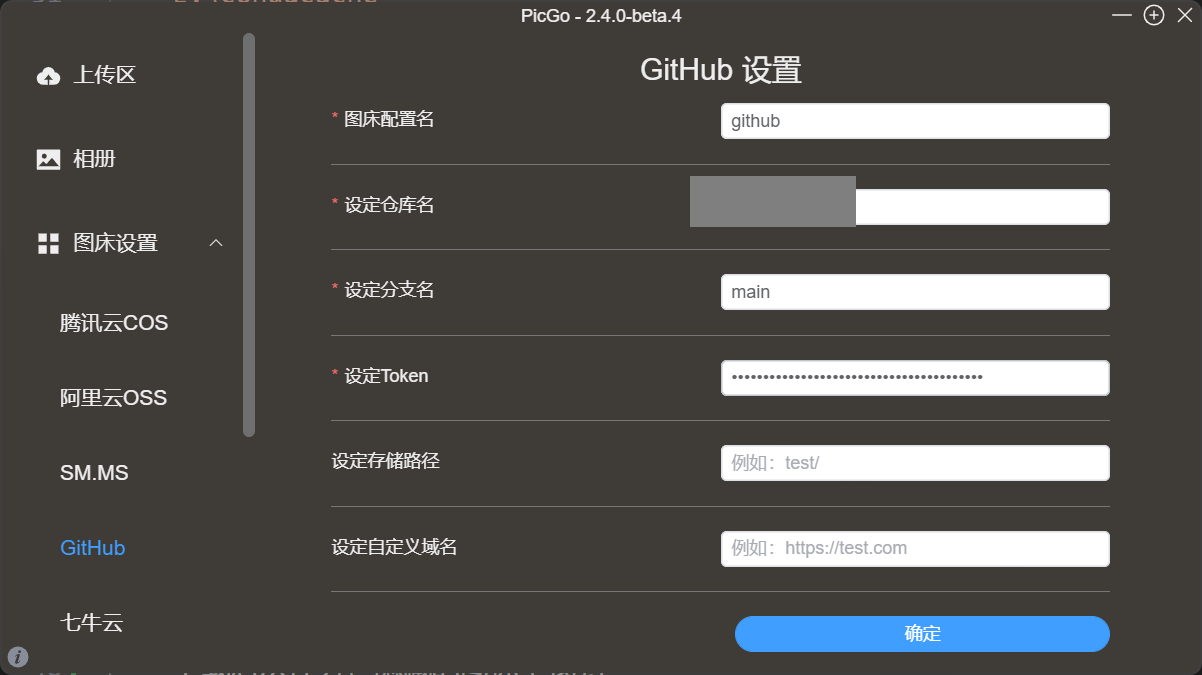 PicGo - 2.4.0-beta.4
上传区
相册
图床设置
腾讯云COS
阿里云OSS
SM.MS
GitHub
七牛云
GitHub 设置
* 图床配置名
github
* 设定仓库名
* 设定分支名
main
* 设定Token
••••••••••••••••••••••••••••••••••••••••
设定存储路径
例如：test/
设定自定义域名
例如：https://test.com
确定